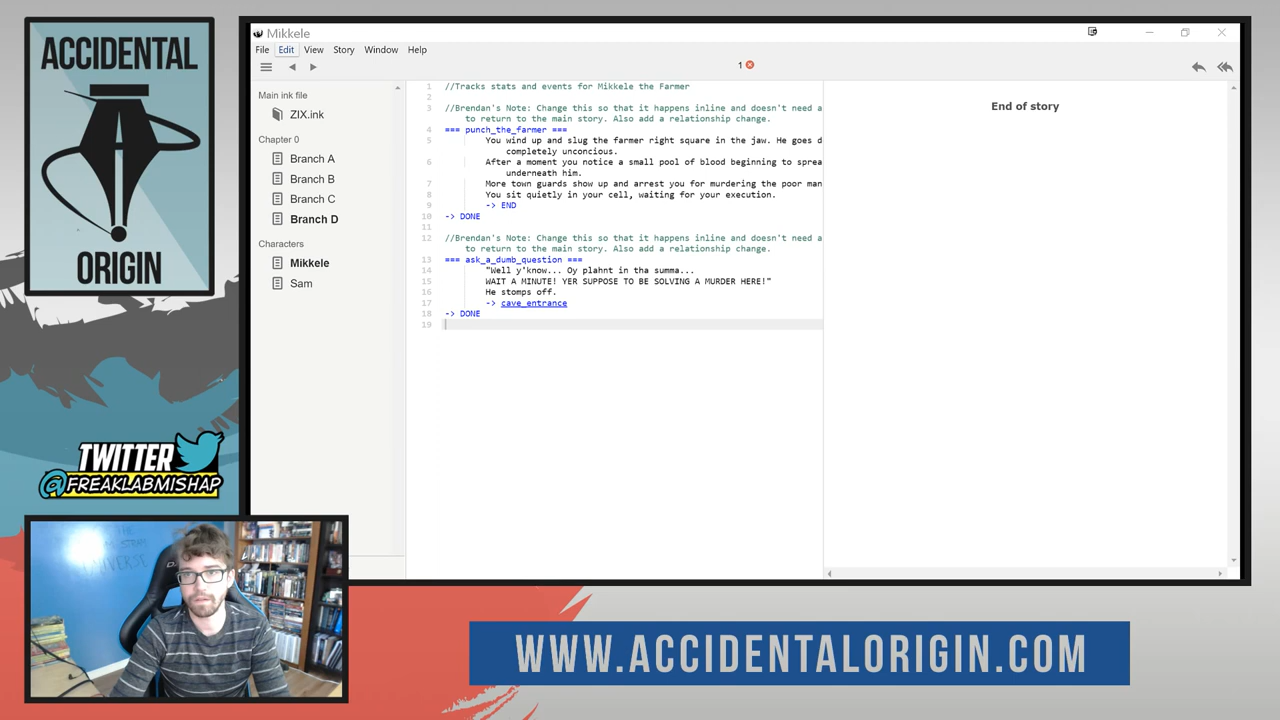 ACCIDENTAL
ORIGIN
TWITTER
@FREAKLABMISHAP
Mikkele
File Edit View Story Window Help
1
Main ink file
ZIX.ink
Chapter 0
Branch A
Branch B
Branch C
Branch D
Characters
Mikkele
Sam
1 //Tracks stats and events for Mikkele the Farmer
2
3 //Brendan's Note: Change this so that it happens inline and doesn't need a
to return to the main story. Also add a relationship change.
4 === punch_the_farmer ===
5 You wind up and slug the farmer right square in the jaw. He goes d
completely unconcious.
6 After a moment you notice a small pool of blood beginning to sprea
underneath him.
7 More town guards show up and arrest you for murdering the poor man
8 You sit quietly in your cell, waiting for your execution.
9 -> END
10 -> DONE
11
12 //Brendan's Note: Change this so that it happens inline and doesn't need a
to return to the main story. Also add a relationship change.
13 === ask_a_dumb_question ===
14 "Well y'know... Oy plahnt in tha summa...
15 WAIT A MINUTE! YER SUPPOSE TO BE SOLVING A MURDER HERE!"
16 He stomps off.
17 -> cave_entrance
18 -> DONE
19
End of story
WWW.ACCIDENTALORIGIN.COM